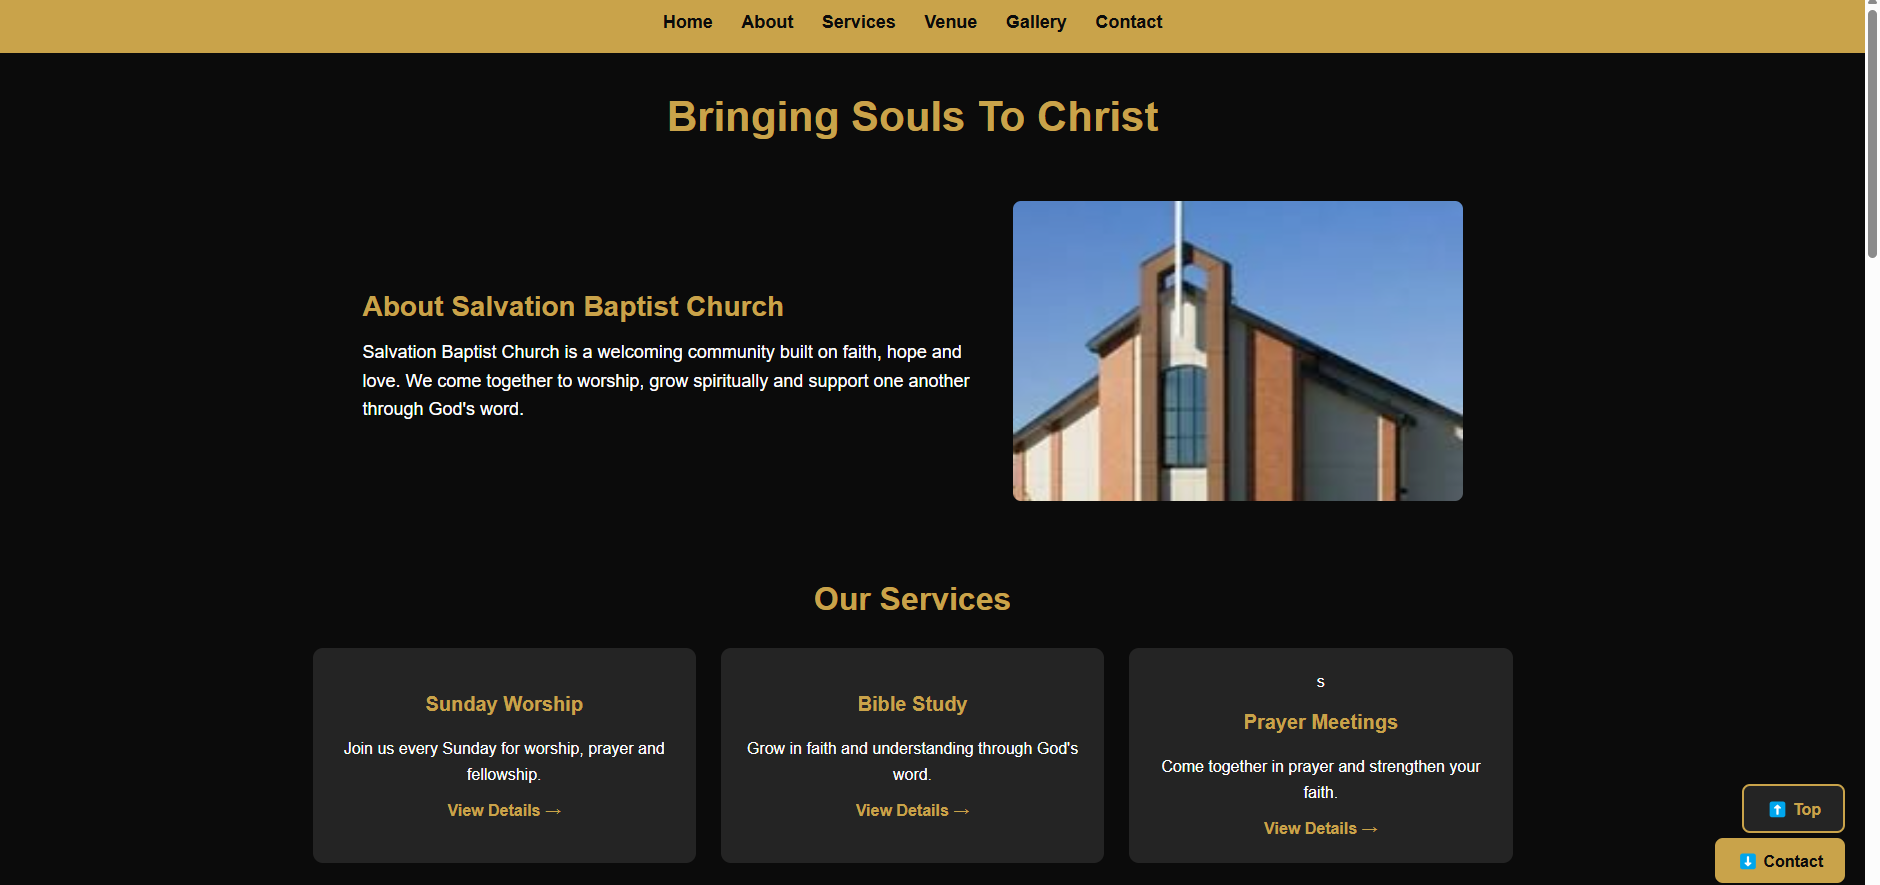 Home About Services Venue Gallery Contact
Bringing Souls To Christ
About Salvation Baptist Church
Salvation Baptist Church is a welcoming community built on faith, hope and
love. We come together to worship, grow spiritually and support one another
through God's word.
Our Services
Sunday Worship
Join us every Sunday for worship, prayer and
fellowship.
View Details →
Bible Study
Grow in faith and understanding through God's
word.
View Details →
s
Prayer Meetings
Come together in prayer and strengthen your
faith.
View Details →
⬆️ Top
⬇️ Contact